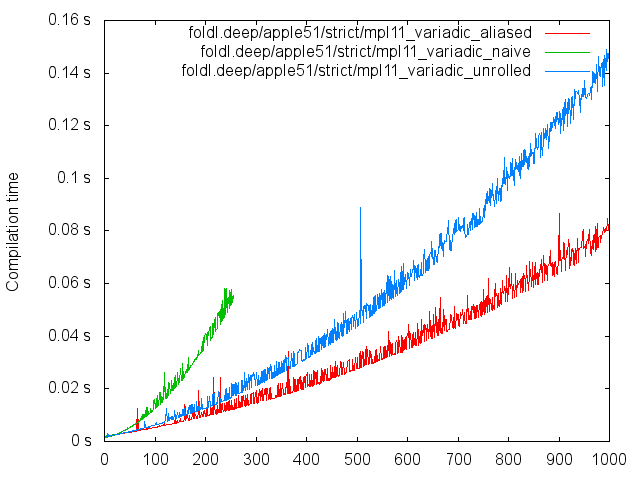 0.16 s
foldl.deep/apple51/strict/mpl11_variadic_aliased
foldl.deep/apple51/strict/mpl11_variadic_naive
foldl.deep/apple51/strict/mpl11_variadic_unrolled
0.14 s
0.12 s
0.1 s
0.08 s
0.06 s
0.04 s
0.02 s
0 s
Compilation time
0 100 200 300 400 500 600 700 800 900 1000